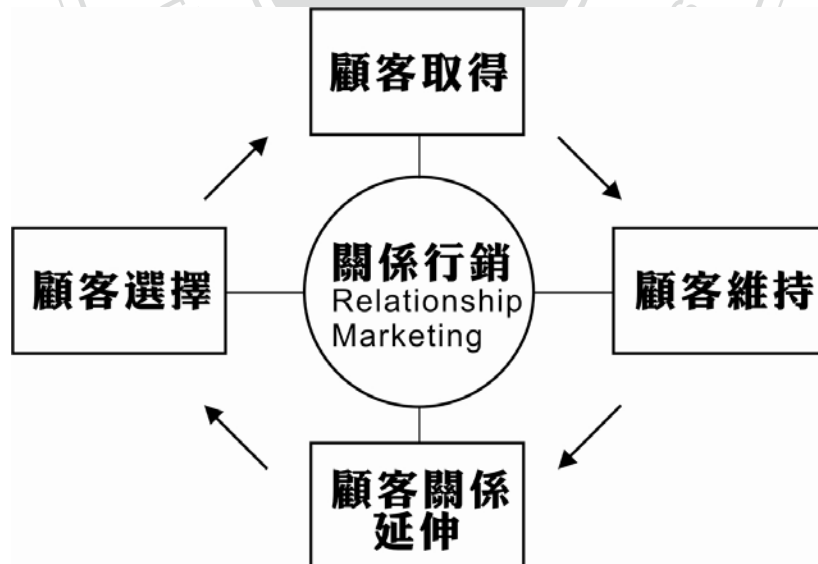 顧客取得
顧客選擇
關係行銷
Relationship
Marketing
顧客維持
顧客關係
延伸